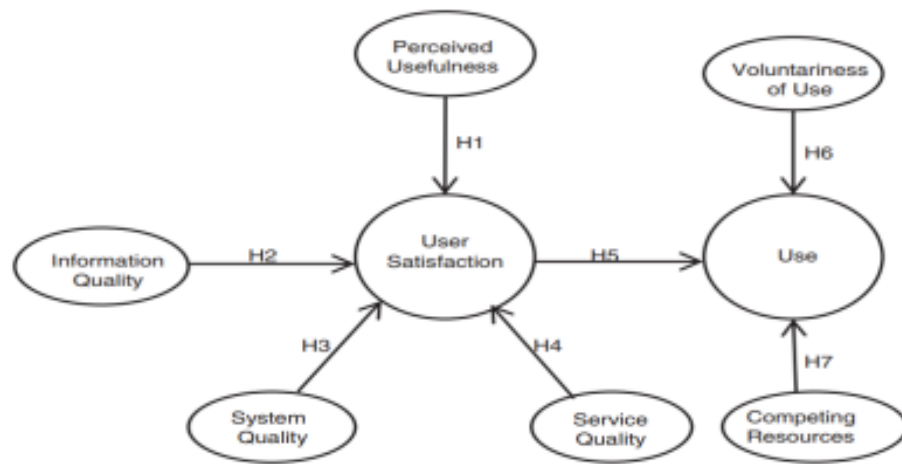 Perceived
Usefulness
Voluntariness
of Use
H1
H6
User
Satisfaction
Use
Information
Quality
H2
H5
H3
H4
H7
System
Quality
Service
Quality
Competing
Resources